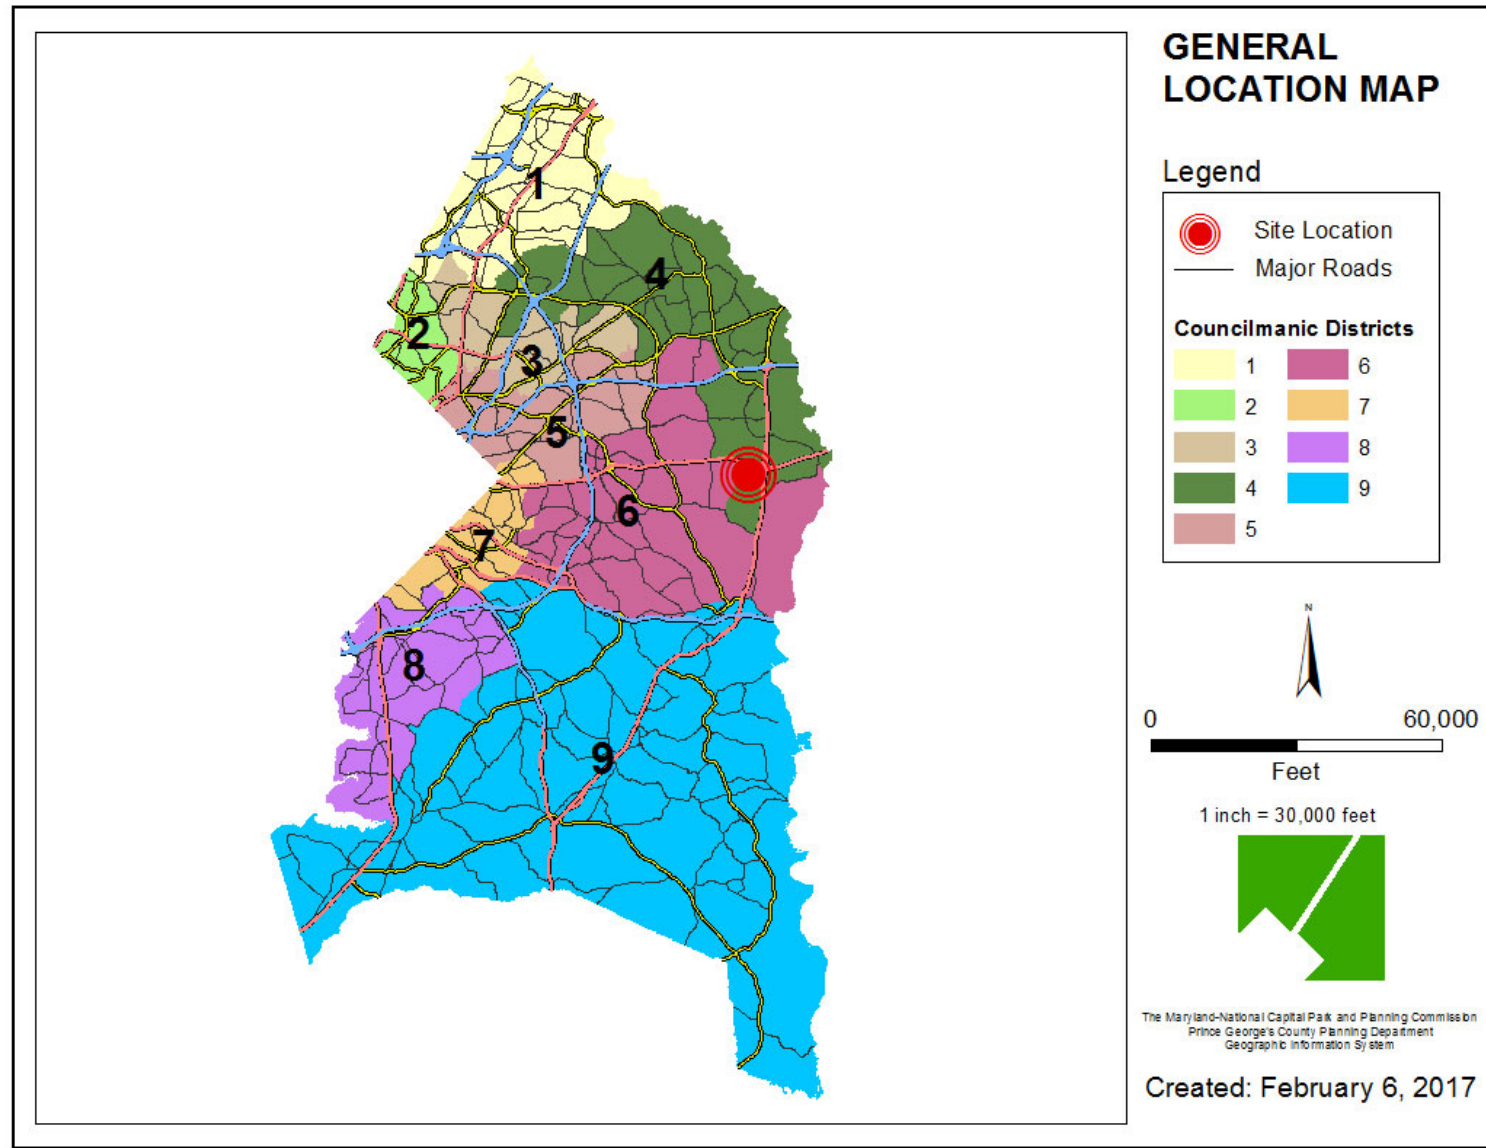 GENERAL
LOCATION MAP
Legend
Site Location
Major Roads
Councilmanic Districts
1 6
2 7
3 8
4 9
5
N
0 60,000
Feet
1 inch = 30,000 feet
The Maryland-National Capital Park and Planning Commission
Prince George's County Planning Department
Geographic Information System
Created: February 6, 2017
1
4
2
3
5
6
7
8
9